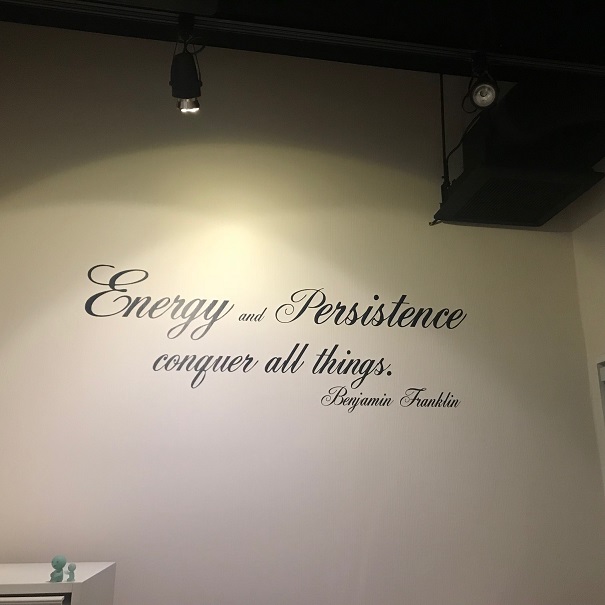 Energy and Persistence
conquer all things.
Benjamin Franklin